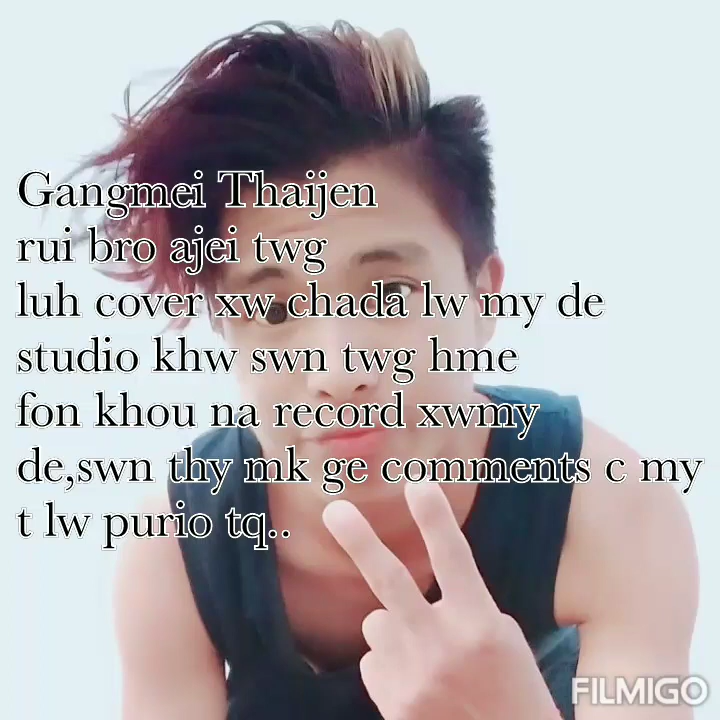 Gangmei Thaijen
rui bro ajei twg
luh cover xw chada lw my de
studio khw swn twg hme
fon khou na record xwmy
de,swn thy mk ge comments c my
t lw purio tq..
FILMIGO